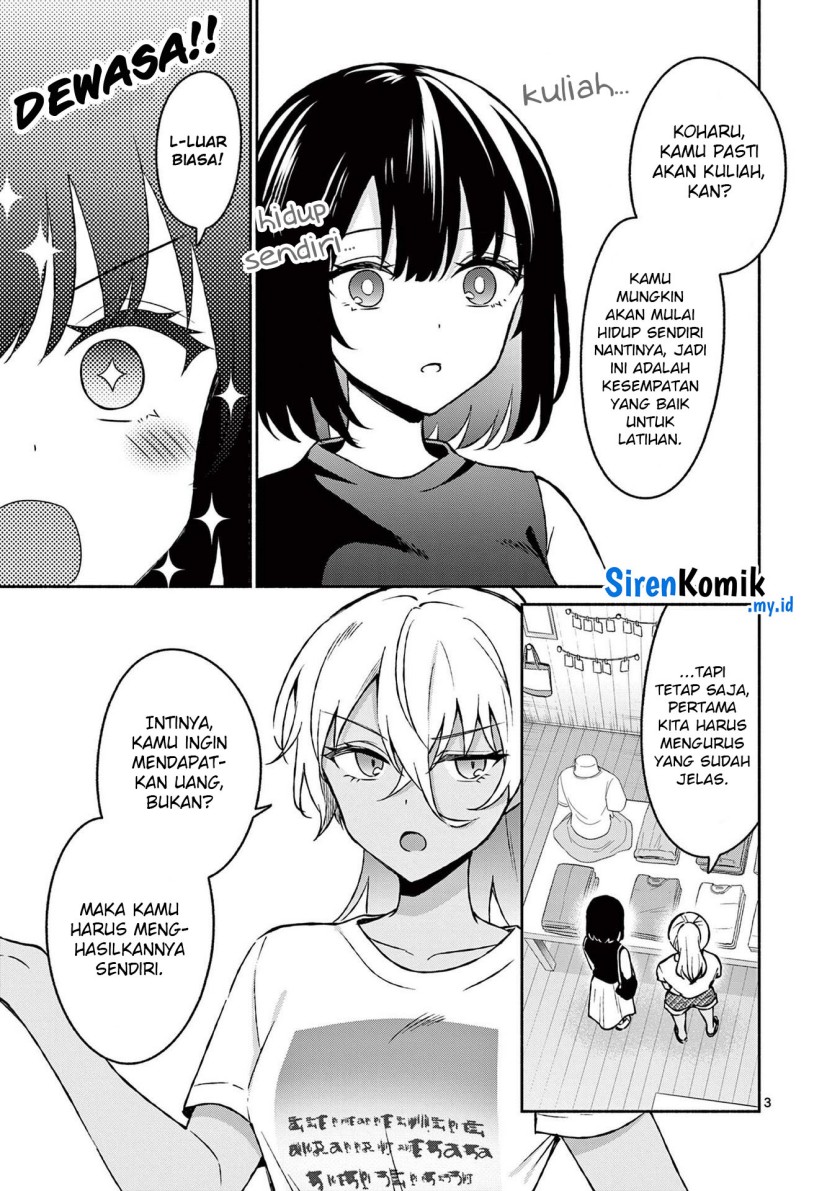 KOHARU,
KAMU PASTI
AKAN KULIAH,
KAN?
kuliah...
KAMU
MUNGKIN
AKAN MULAI
HIDUP SENDIRI
NANTINYA, JADI
INI ADALAH
KESEMPATAN
YANG BAIK
UNTUK
LATIHAN.
hidup
sendiri...
DEWASA!!
L-LUAR
BIASA!
SirenKomik
.my.id
...TAPI
TETAP SAJA,
PERTAMA
KITA HARUS
MENGURUS
YANG SUDAH
JELAS.
INTINYA,
KAMU INGIN
MENDAPAT-
KAN UANG,
BUKAN?
MAKA KAMU
HARUS MENG-
HASILKANNYA
SENDIRI.
3